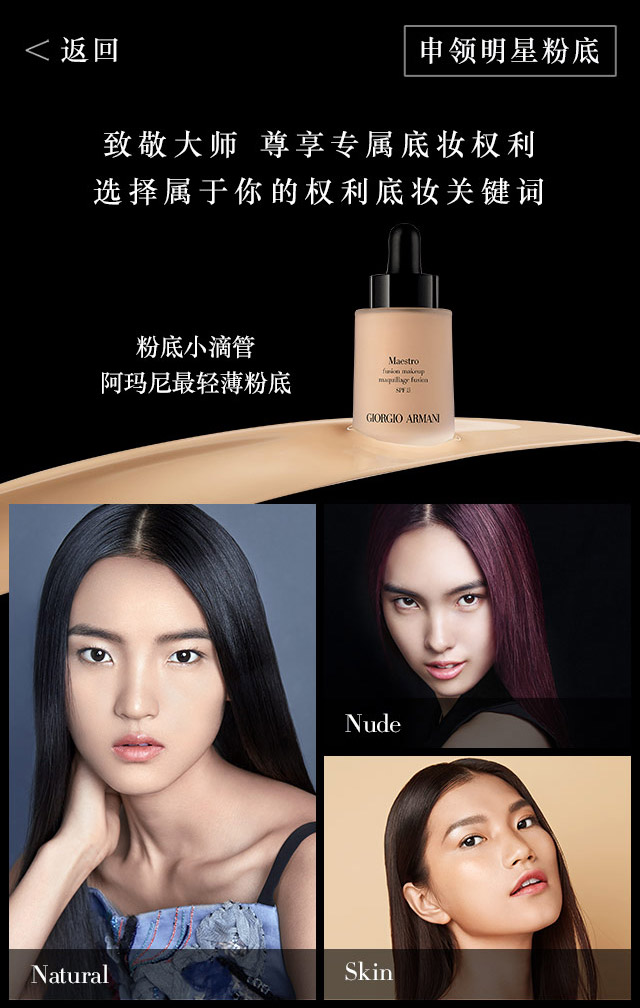 < 返回
申领明星粉底
致敬大师 尊享专属底妆权利
选择属于你的权利底妆关键词
粉底小滴管
阿玛尼最轻薄粉底
Maestro
fusion makeup
maquillage fusion
GIORGIO ARMANI
Nude
Natural
Skin